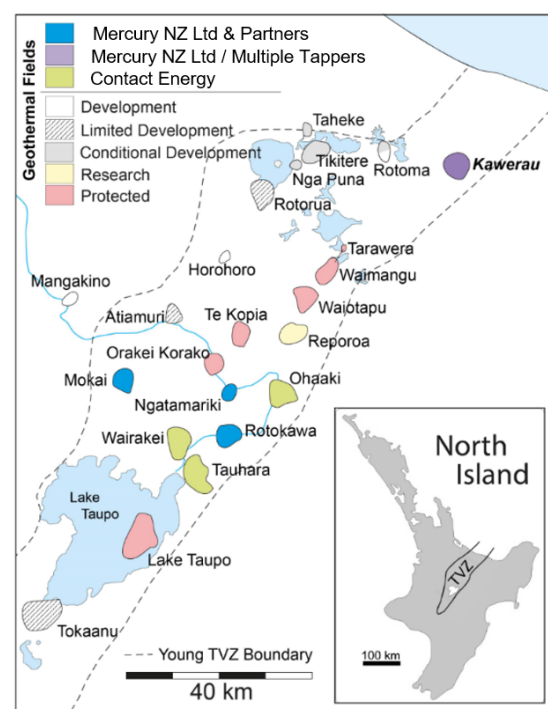 Geothermal Fields
Mercury NZ Ltd & Partners
Mercury NZ Ltd / Multiple Tappers
Contact Energy
Development
Limited Development
Conditional Development
Research
Protected
Taheke
Tikitere
Nga Puna
Rotoma
Kawerau
Rotorua
Tarawera
Horohoro
Waimangu
Mangakino
Waiotapu
Atiamuri
Te Kopia
Reporoa
Orakei Korako
Mokai
Ohaaki
Ngatamariki
Wairakei
Rotokawa
Tauhara
Lake
Taupo
Lake Taupo
Tokaanu
Young TVZ Boundary
40 km
North
Island
TVZ
100 km